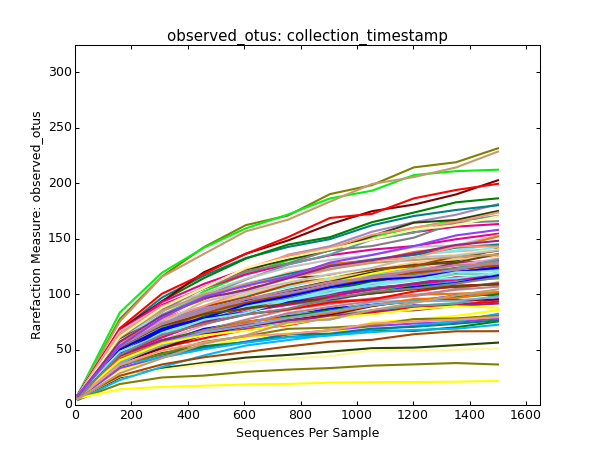 observed_otus: collection_timestamp
Rarefaction Measure: observed_otus
300
250
200
150
100
50
0
0 200 400 600 800 1000 1200 1400 1600
Sequences Per Sample